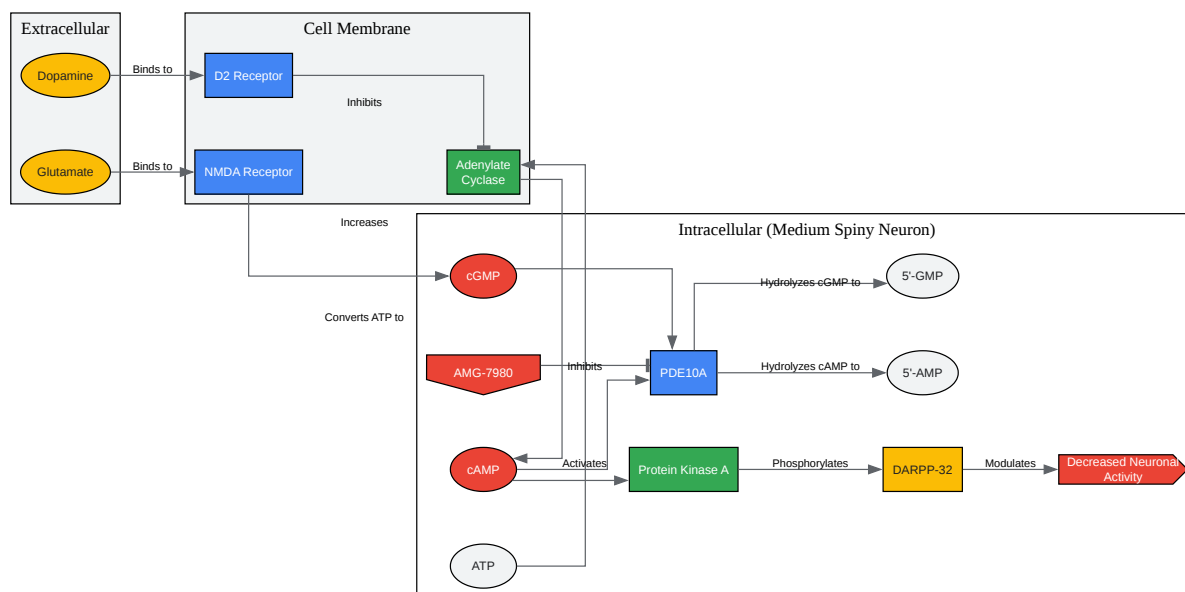 Extracellular
Cell Membrane
Dopamine
Binds to
D2 Receptor
Inhibits
Glutamate
Binds to
NMDA Receptor
Adenylate
Cyclase
Increases
Intracellular (Medium Spiny Neuron)
cGMP
Hydrolyzes cGMP to
5'-GMP
Converts ATP to
AMG-7980
Inhibits
PDE10A
Hydrolyzes cAMP to
5'-AMP
cAMP
Activates
Protein Kinase A
Phosphorylates
DARPP-32
Modulates
Decreased Neuronal
Activity
ATP